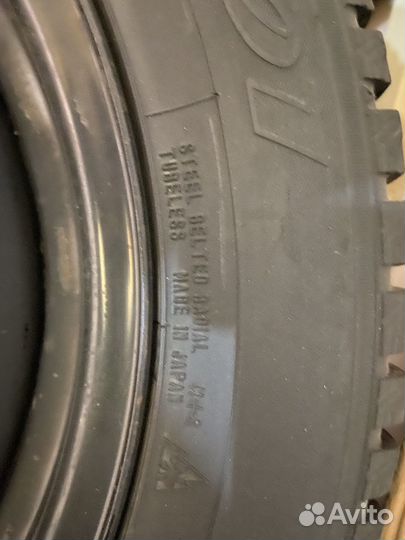 STEEL BELTED RADIAL M+S
TUBELESS MADE IN JAPAN
Avito